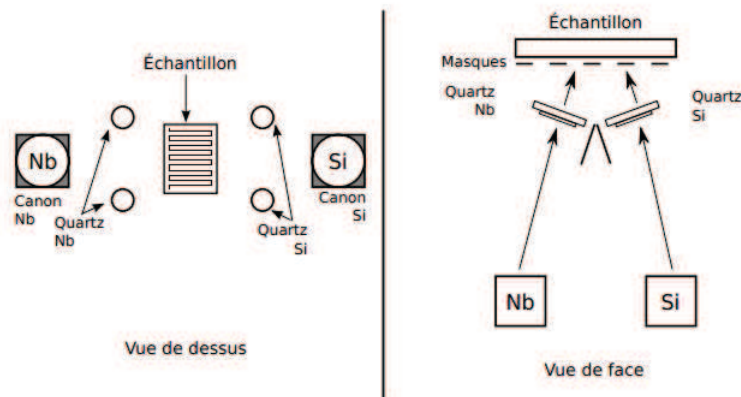 Échantillon
Nb
Si
Canon
Nb
Quartz
Nb
Quartz
Si
Canon
Si
Vue de dessus
Échantillon
Masques
Quartz
Nb
Quartz
Si
Nb
Si
Vue de face